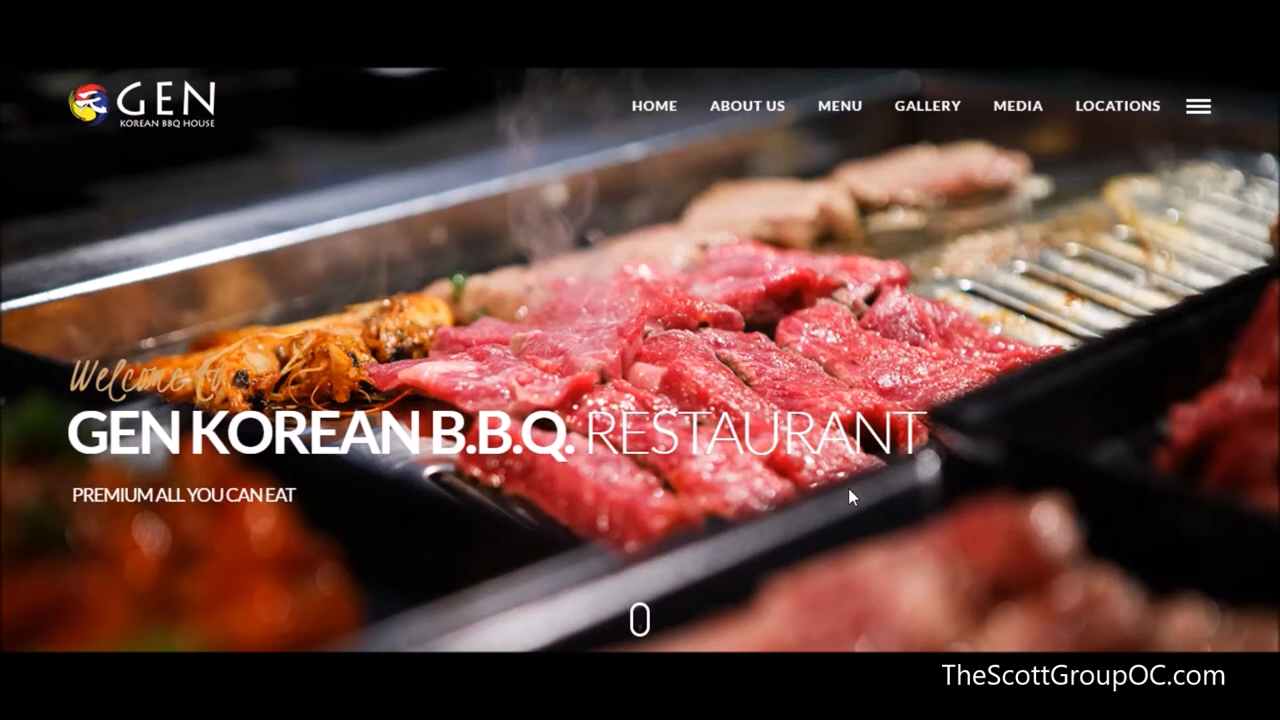 GEN
KOREAN BBQ HOUSE
HOME ABOUT US MENU GALLERY MEDIA LOCATIONS
Welcome to
GEN KOREAN B.B.Q. RESTAURANT
PREMIUM ALL YOU CAN EAT
TheScottGroupOC.com